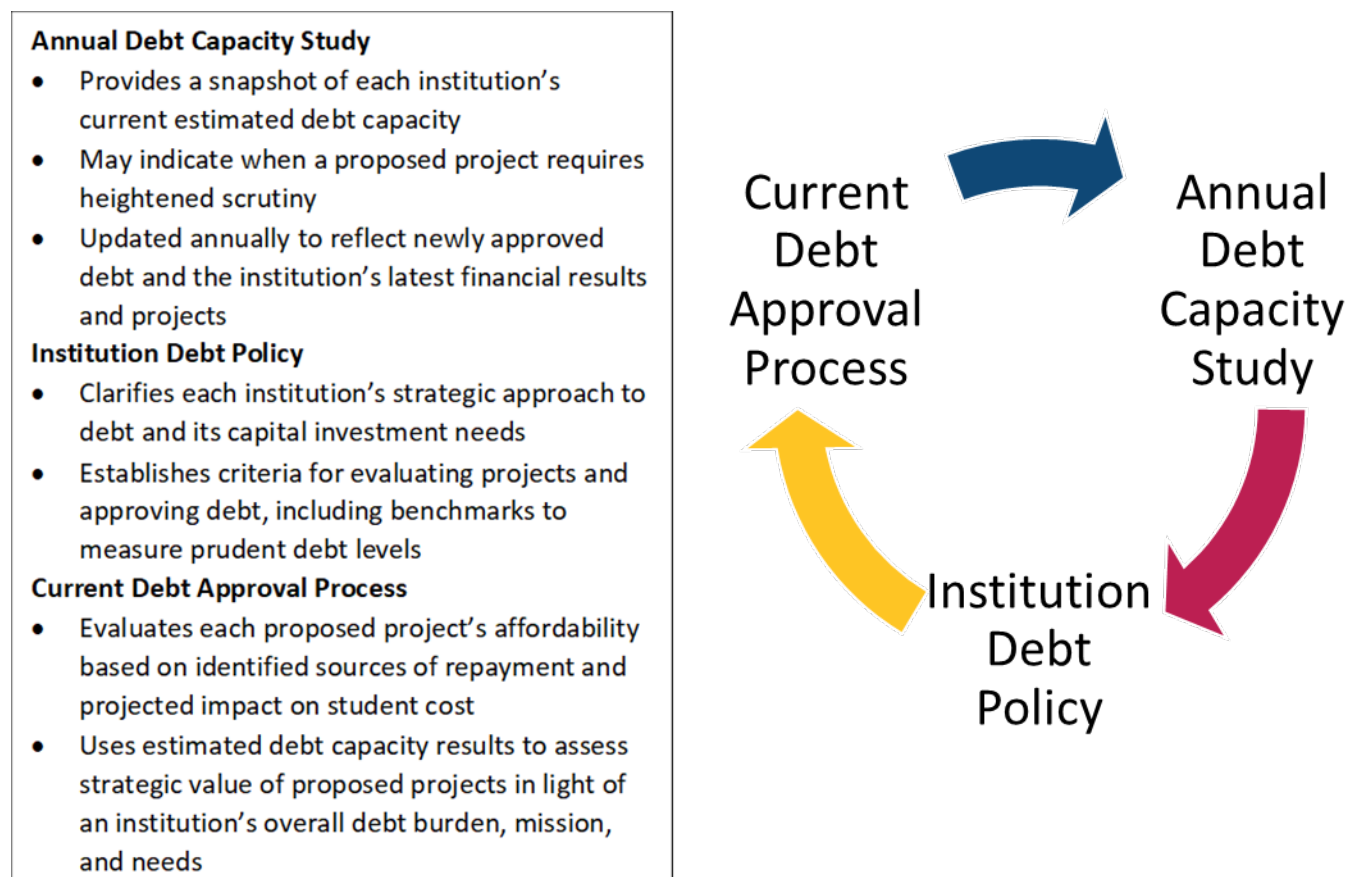 Annual Debt Capacity Study
• Provides a snapshot of each institution’s
current estimated debt capacity
• May indicate when a proposed project requires
heightened scrutiny
• Updated annually to reflect newly approved
debt and the institution’s latest financial results
and projects
Institution Debt Policy
• Clarifies each institution’s strategic approach to
debt and its capital investment needs
• Establishes criteria for evaluating projects and
approving debt, including benchmarks to
measure prudent debt levels
Current Debt Approval Process
• Evaluates each proposed project’s affordability
based on identified sources of repayment and
projected impact on student cost
• Uses estimated debt capacity results to assess
strategic value of proposed projects in light of
an institution’s overall debt burden, mission,
and needs
Current
Debt
Approval
Process
Annual
Debt
Capacity
Study
Institution
Debt
Policy